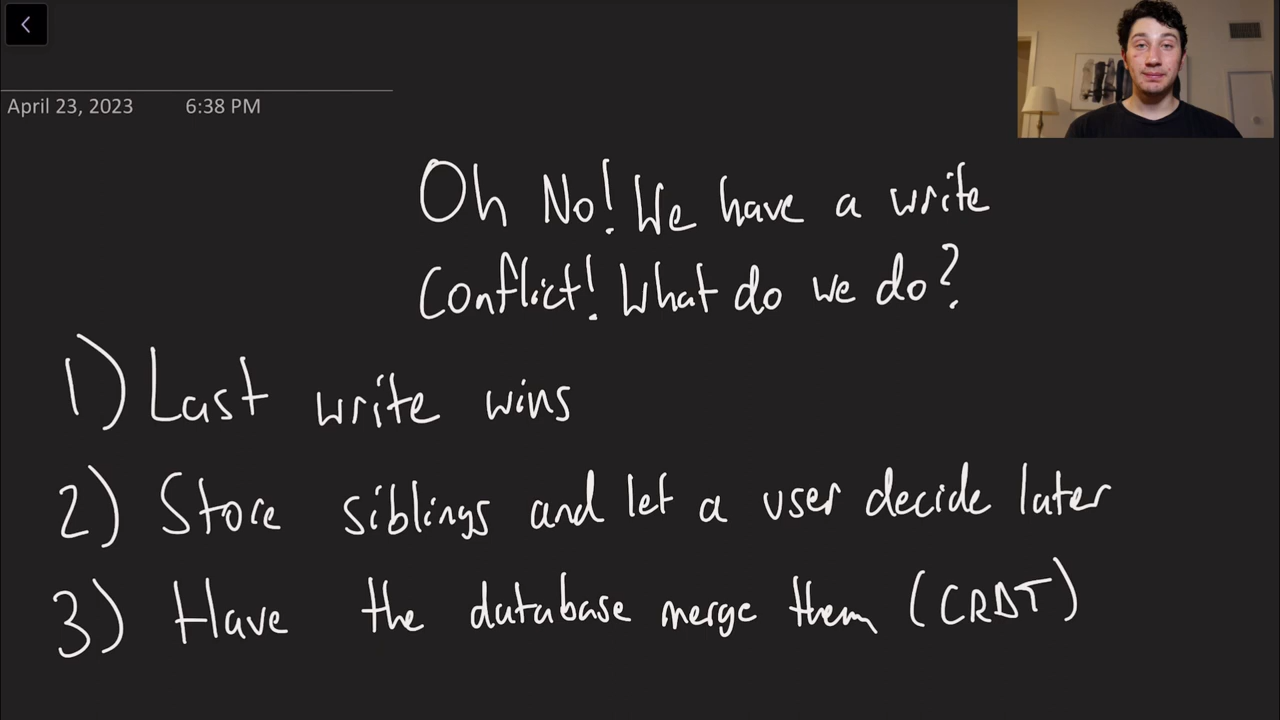 April 23, 2023 6:38 PM
Oh No! We have a write
Conflict! What do we do?
1) Last write wins
2) Store siblings and let a user decide later
3) Have the database merge them (CRDT)